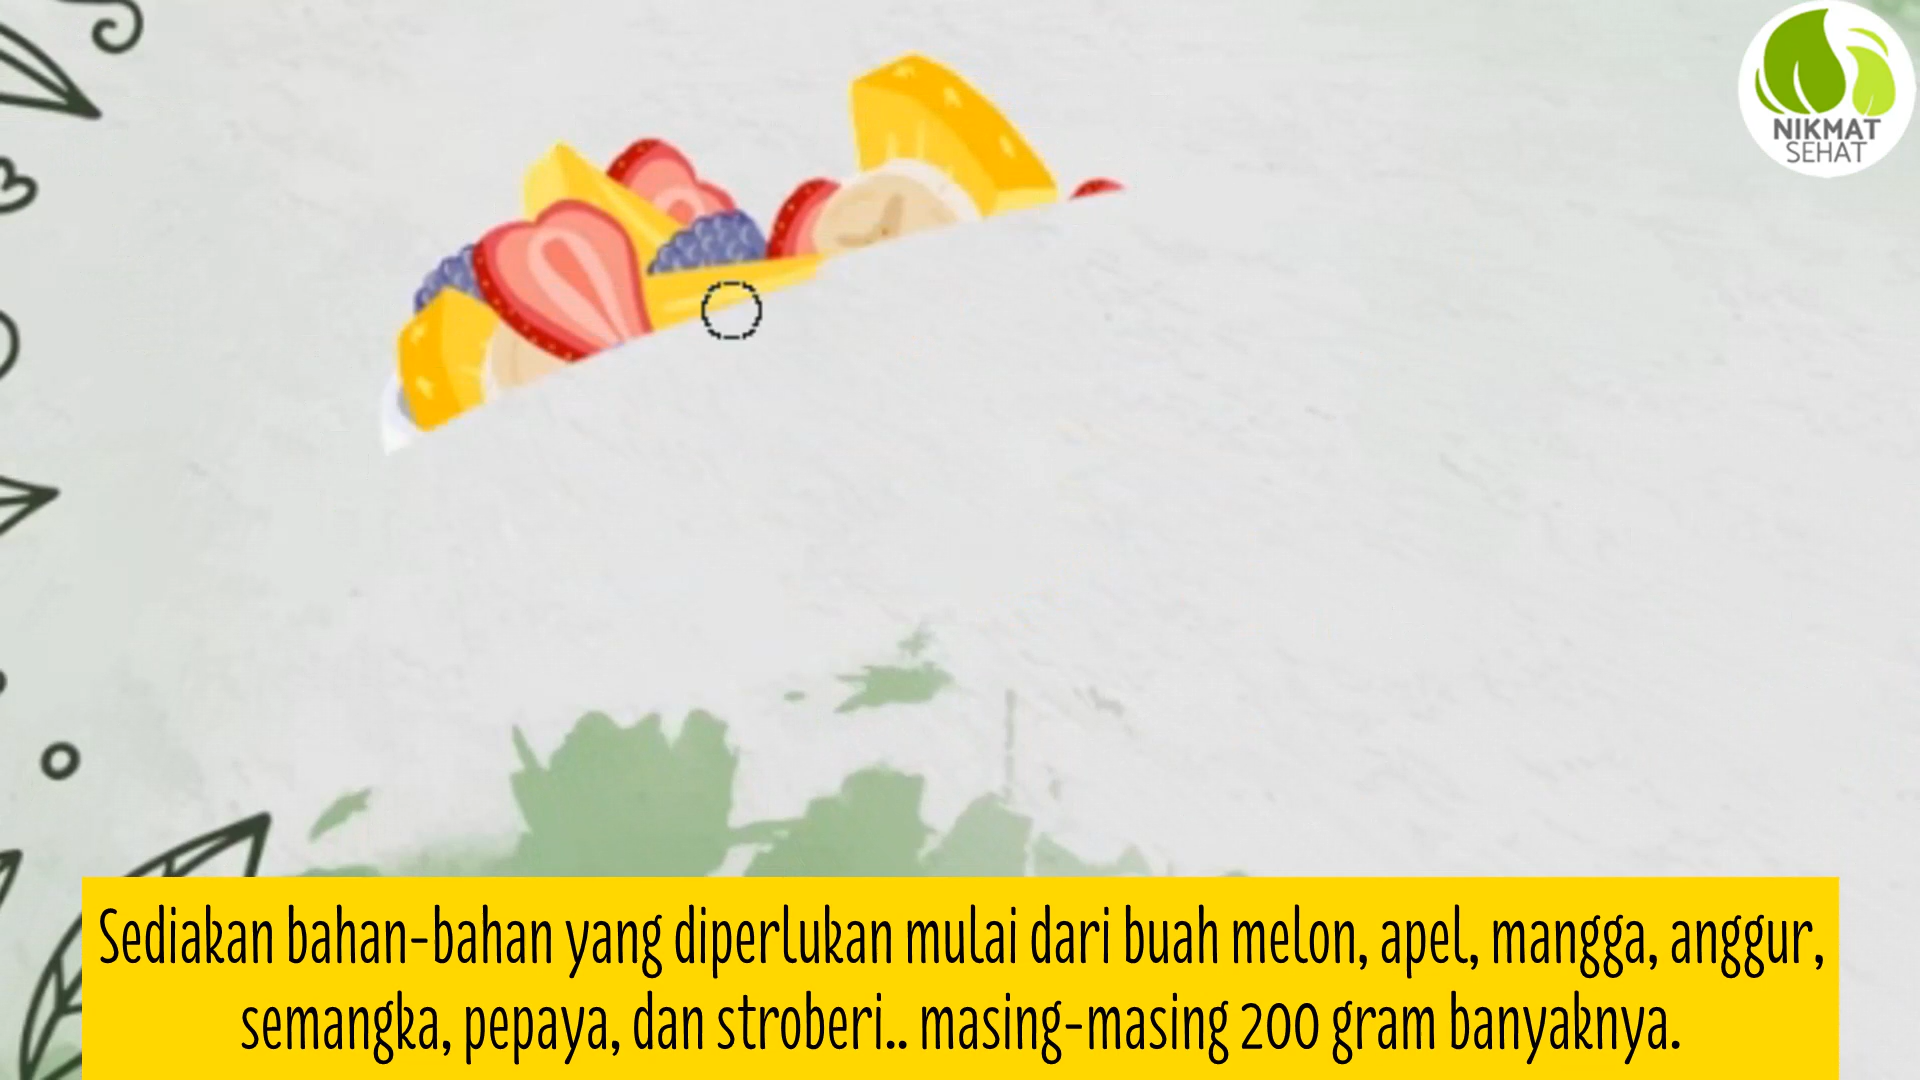 NIKMAT
SEHAT
Sediakan bahan-bahan yang diperlukan mulai dari buah melon, apel, mangga, anggur,
semangka, pepaya, dan stroberi.. masing-masing 200 gram banyaknya.